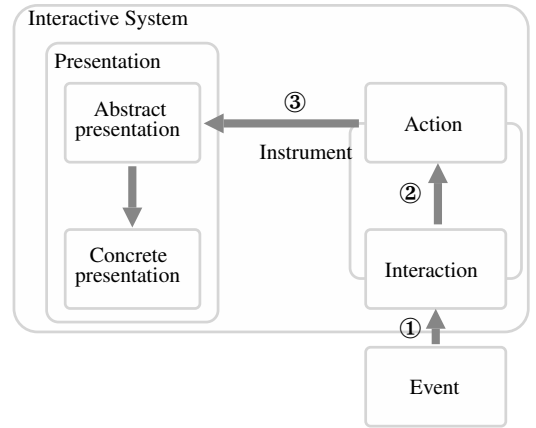 Interactive System
Presentation
Abstract
presentation
③
Action
Instrument
②
Concrete
presentation
Interaction
①
Event